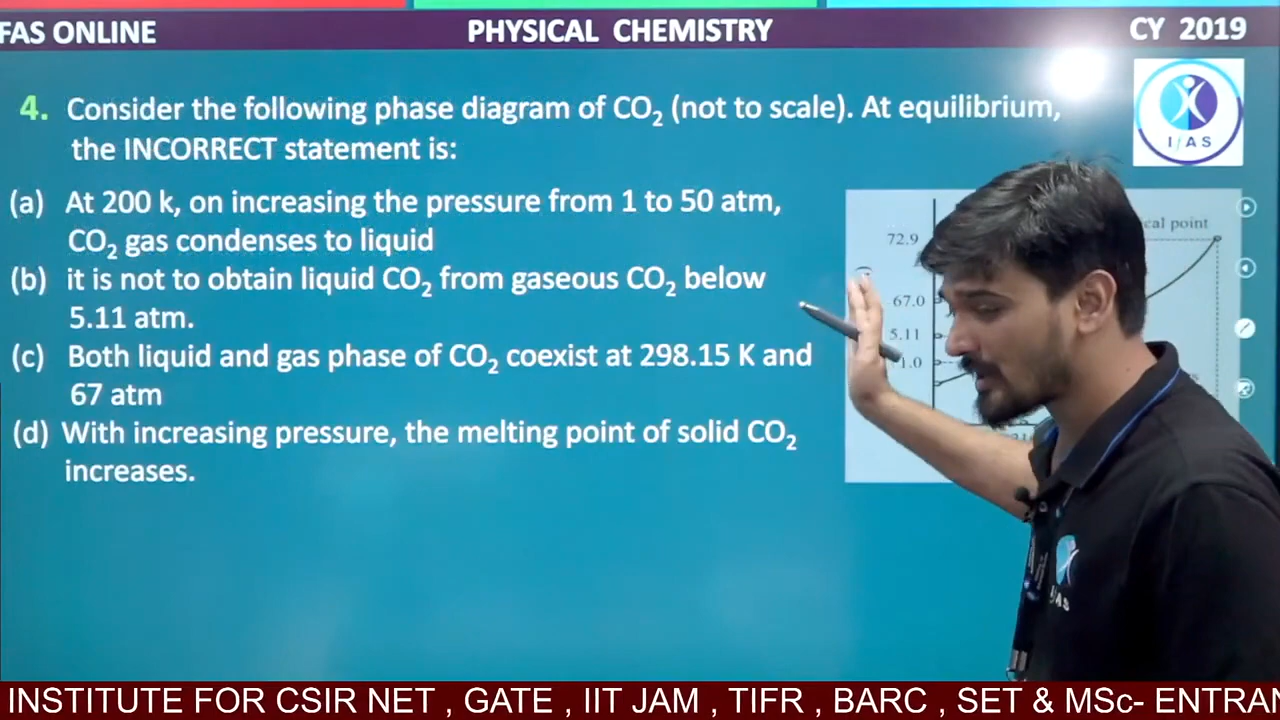 FAS ONLINE
PHYSICAL CHEMISTRY
CY 2019
4. Consider the following phase diagram of CO₂ (not to scale). At equilibrium,
the INCORRECT statement is:
(a) At 200 k, on increasing the pressure from 1 to 50 atm,
CO₂ gas condenses to liquid
(b) it is not to obtain liquid CO₂ from gaseous CO₂ below
5.11 atm.
(c) Both liquid and gas phase of CO₂ coexist at 298.15 K and
67 atm
(d) With increasing pressure, the melting point of solid CO₂
increases.
I/AS
cal point
72.9
67.0
5.11
1.0
INSTITUTE FOR CSIR NET , GATE , IIT JAM , TIFR , BARC , SET & MSc- ENTRAN